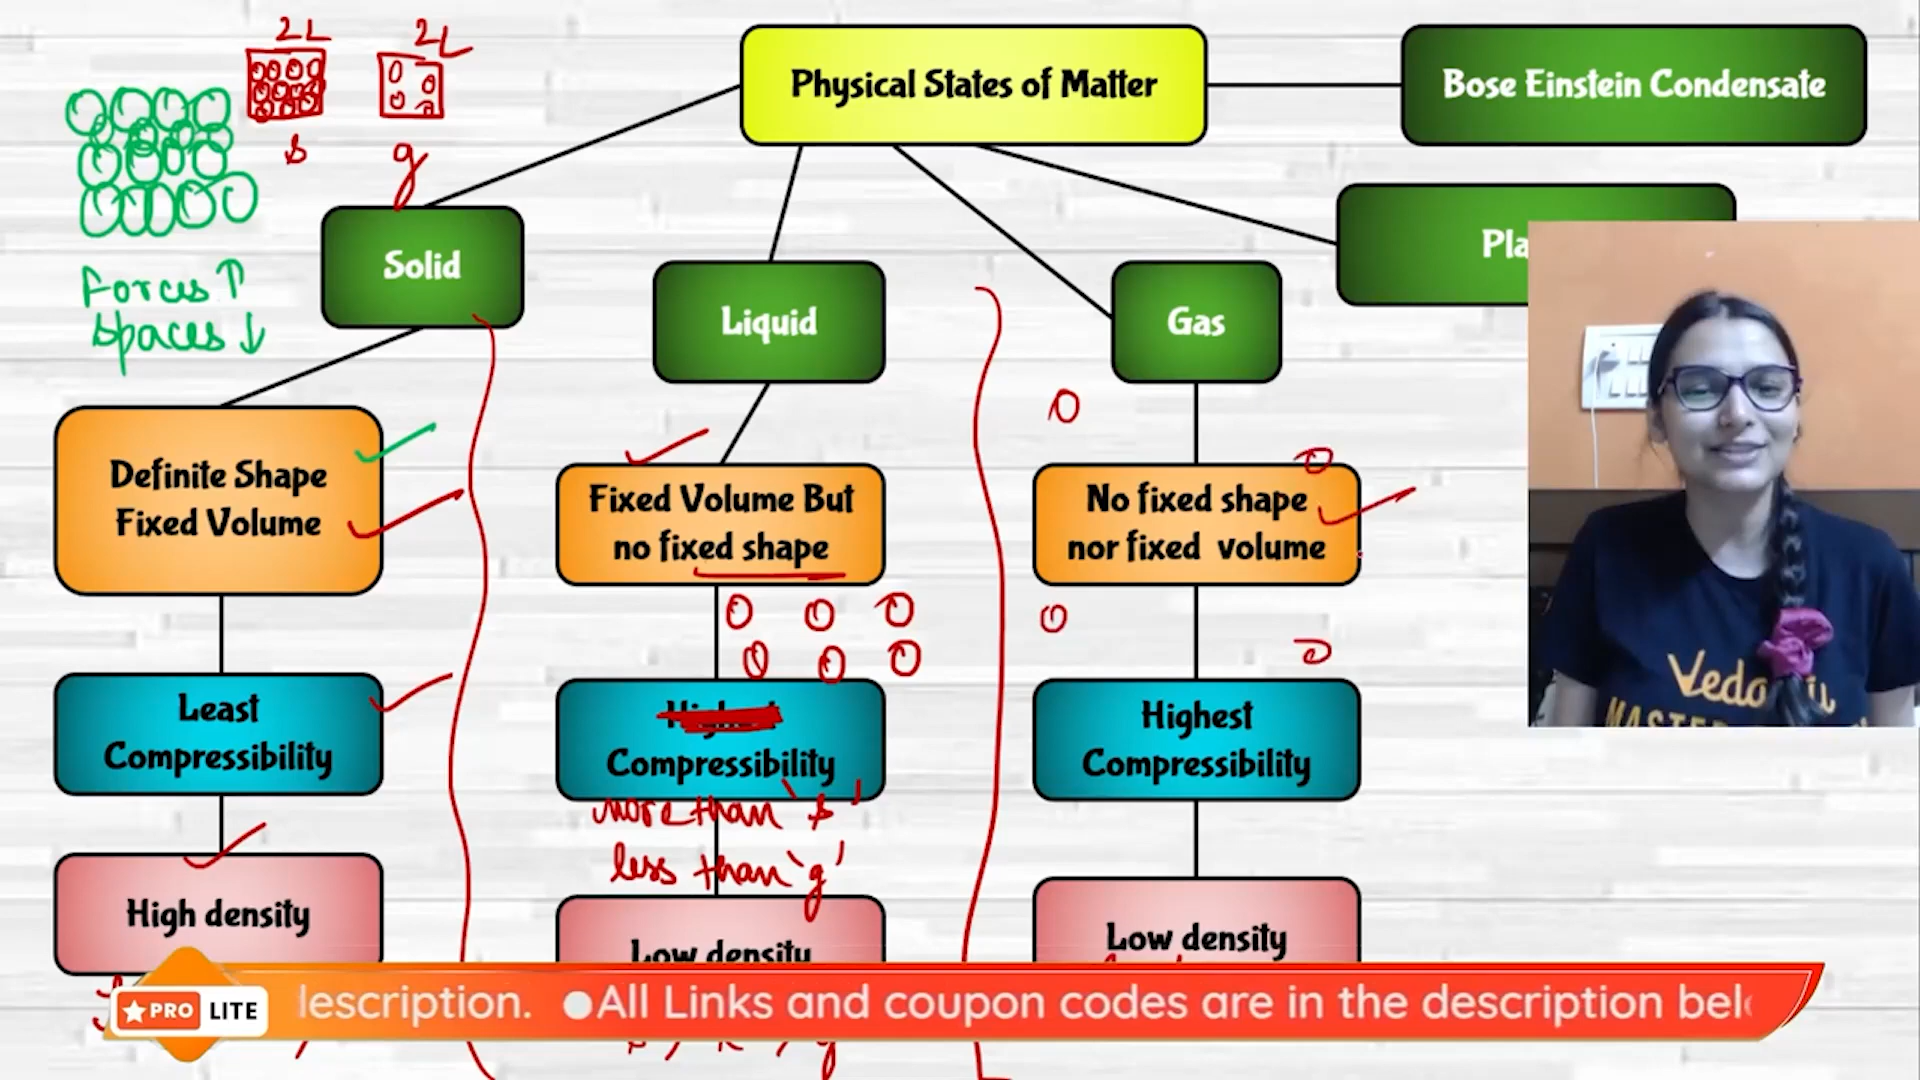 2L
2L
s
g
Physical States of Matter
Bose Einstein Condensate
Forces ↑
spaces ↓
Solid
Liquid
Gas
Pla
Definite Shape
Fixed Volume
Fixed Volume But
no fixed shape
No fixed shape
nor fixed volume
Least
Compressibility
Compressibility
more than 's'
less than 'g'
Highest
Compressibility
High density
Low density
Low density
Veda
MASTER
PRO LITE
lescription. ●All Links and coupon codes are in the description bel